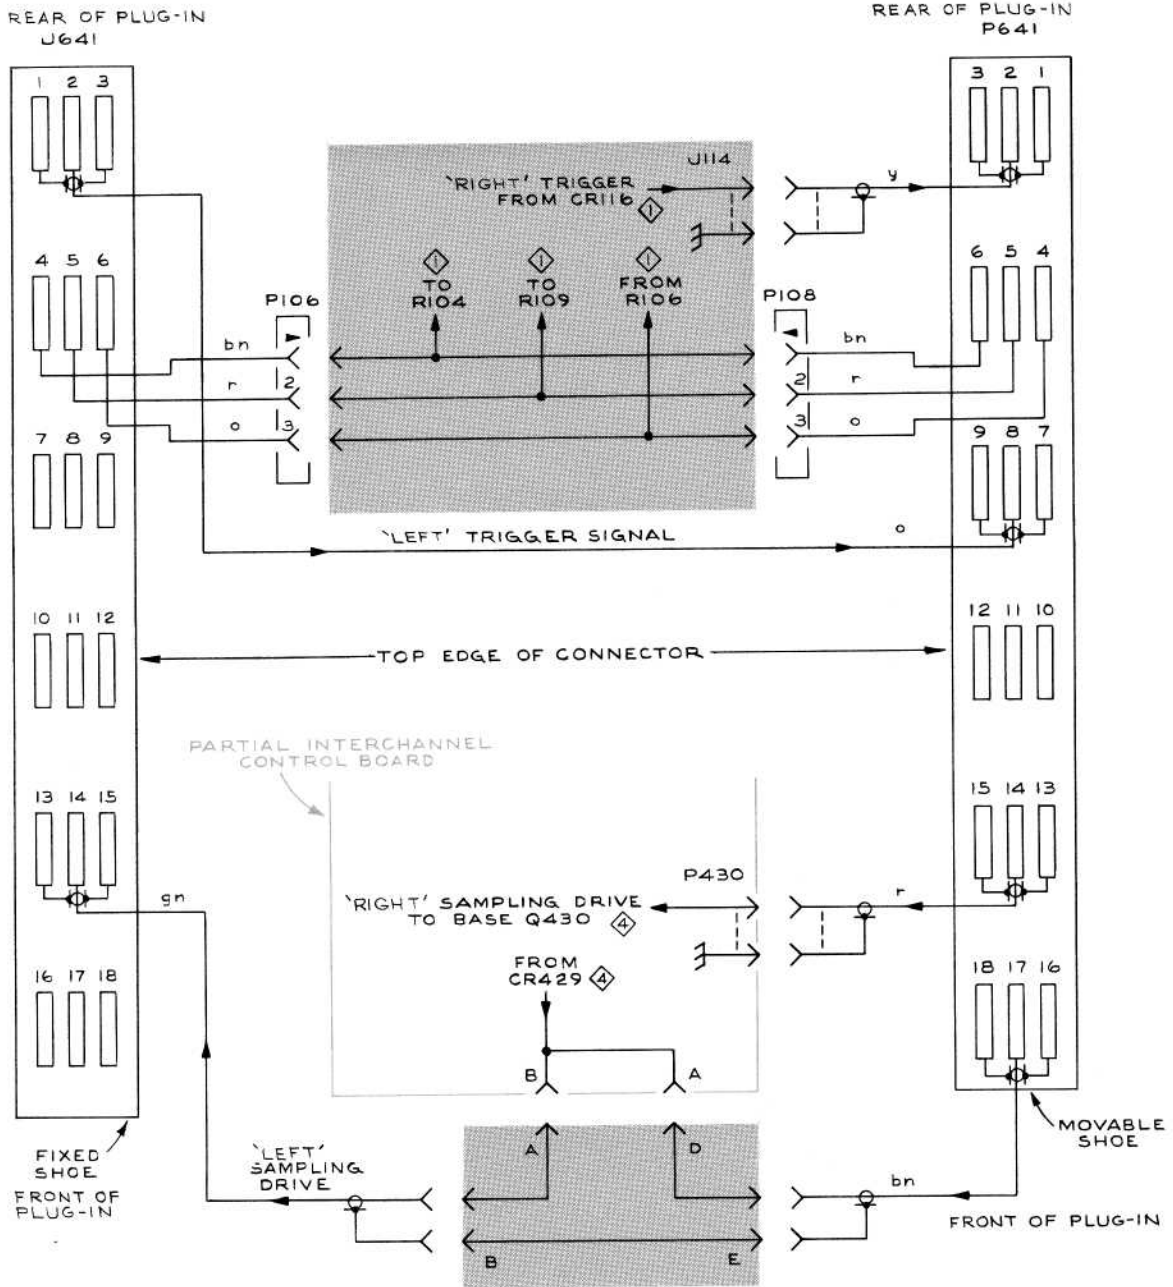 REAR OF PLUG-IN
J641
REAR OF PLUG-IN
P641
1 2 3
3 2 1
J114
'RIGHT' TRIGGER
FROM CR116
1
y
4 5 6
6 5 4
1 1 1
TO
R104
TO
R109
FROM
R106
P106
P108
bn
bn
r
2
2
r
o
3
3
o
7 8 9
9 8 7
'LEFT' TRIGGER SIGNAL
o
10 11 12
12 11 10
TOP EDGE OF CONNECTOR
PARTIAL INTERCHANNEL
CONTROL BOARD
13 14 15
15 14 13
gn
P430
'RIGHT' SAMPLING DRIVE
TO BASE Q430
4
r
FROM
CR429
4
16 17 18
18 17 16
B
A
FIXED
SHOE
FRONT OF
PLUG-IN
'LEFT'
SAMPLING
DRIVE
A
D
bn
MOVABLE
SHOE
FRONT OF PLUG-IN
B
E